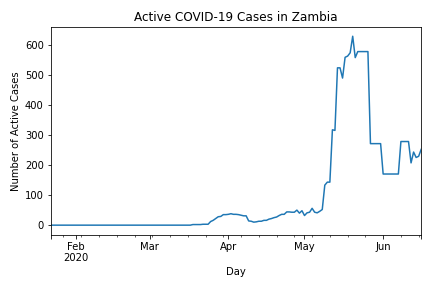 Active COVID-19 Cases in Zambia
Number of Active Cases
600
500
400
300
200
100
0
Feb
2020
Mar
Apr
May
Jun
Day